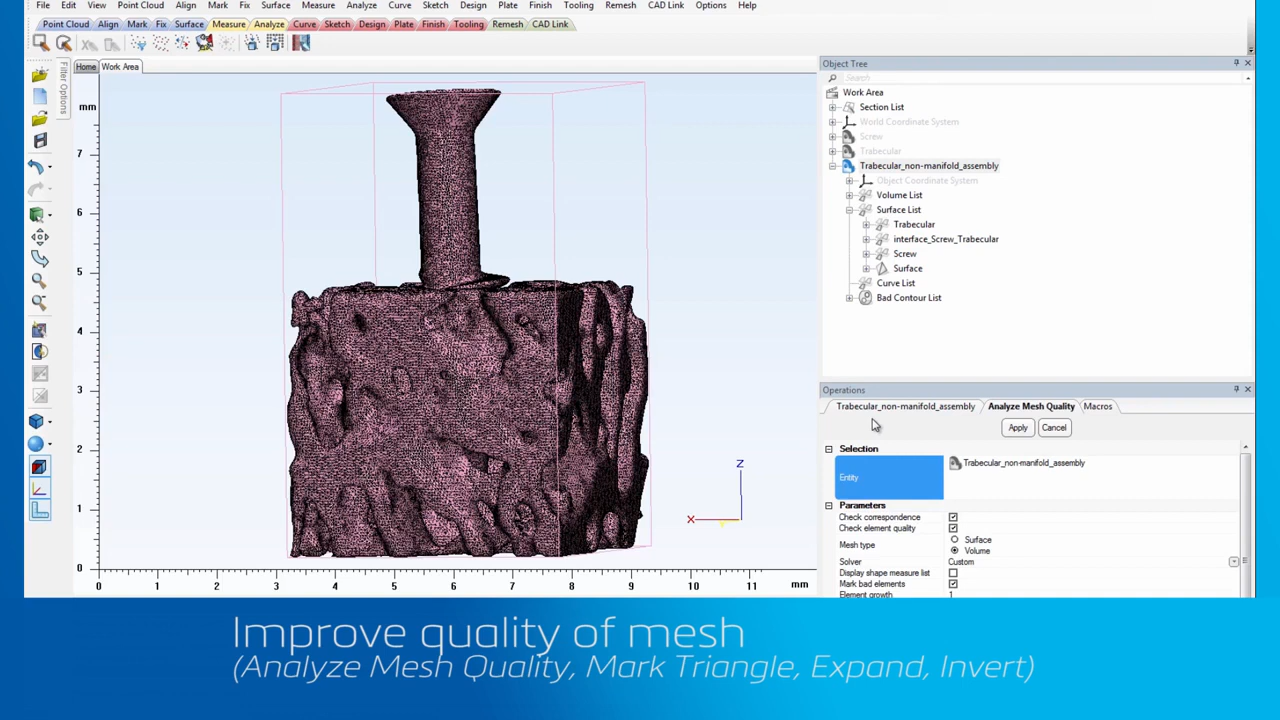 File Edit View Point Cloud Align Mark Fix Surface Measure Analyze Curve Sketch Design Plate Finish Tooling Remesh CAD Link Options Help
Point Cloud Align Mark Fix Surface Measure Analyze Curve Sketch Design Plate Finish Tooling Remesh CAD Link
Home Work Area
Filter Options
mm
7
6
5
4
3
2
1
0
0 1 2 3 4 5 6 7 8 9 10 11 mm
Z
X
Y
Object Tree
Search
Work Area
Section List
World Coordinate System
Screw
Trabecular
Trabecular_non-manifold_assembly
Object Coordinate System
Volume List
Surface List
Trabecular
interface_Screw_Trabecular
Screw
Surface
Curve List
Bad Contour List
Operations
Trabecular_non-manifold_assembly Analyze Mesh Quality Macros
Apply Cancel
Selection
Entity Trabecular_non-manifold_assembly
Parameters
Check correspondence
Check element quality
Mesh type Surface
Volume
Solver Custom
Display shape measure list
Mark bad elements
Element growth 1
Improve quality of mesh
(Analyze Mesh Quality, Mark Triangle, Expand, Invert)